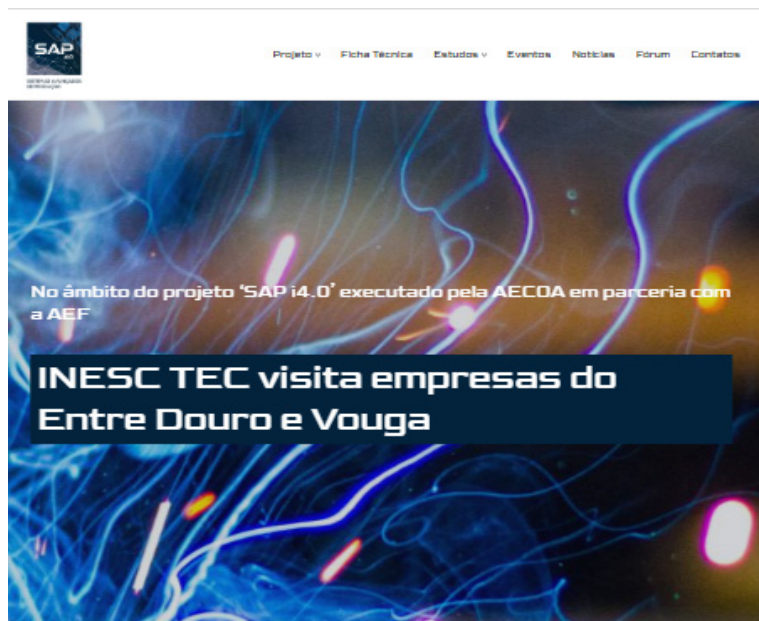 SAP
Projeto Ficha Técnica Estudos Eventos Notícias Fórum Contatos
No âmbito do projeto ‘SAP i4.0’ executado pela AECOA em parceria com
a AEF
INESC TEC visita empresas do
Entre Douro e Vouga